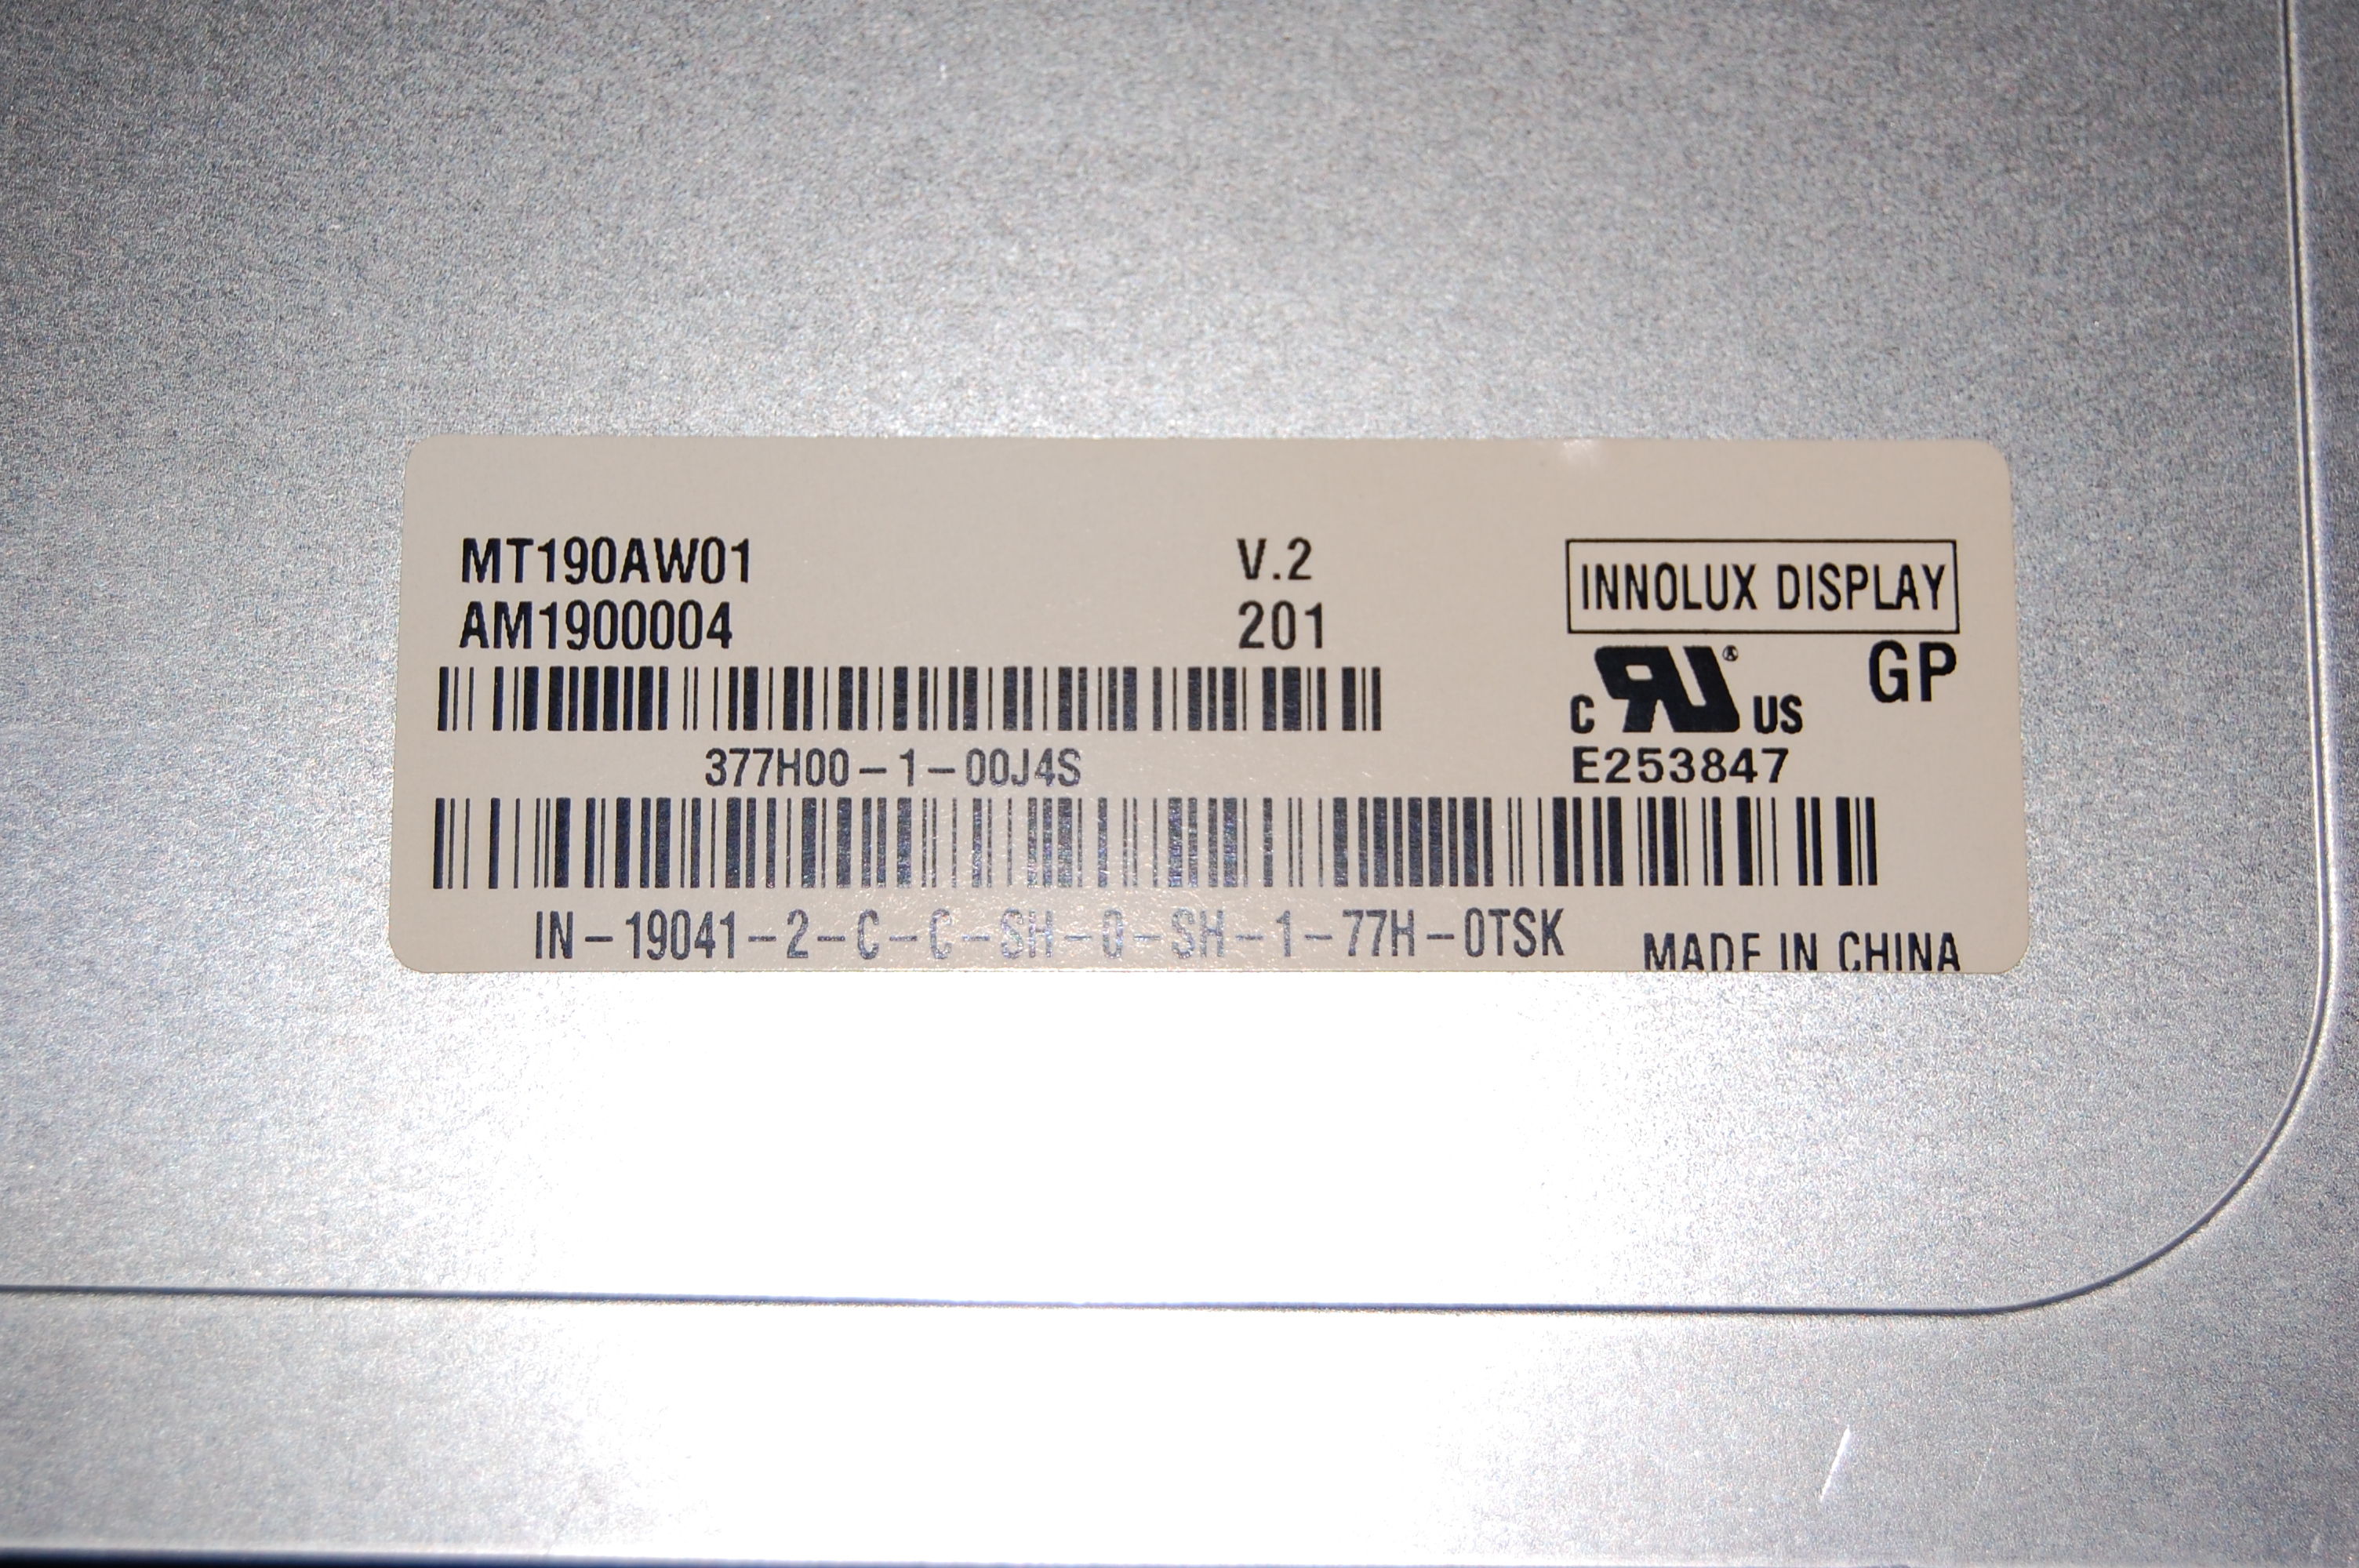 MT190AW01 V.2
AM1900004 201
INNOLUX DISPLAY
GP
C RU® US
E253847
377H00-1-00J4S
IN-19041-2-C-C-SH-0-SH-1-77H-0TSK
MADE IN CHINA